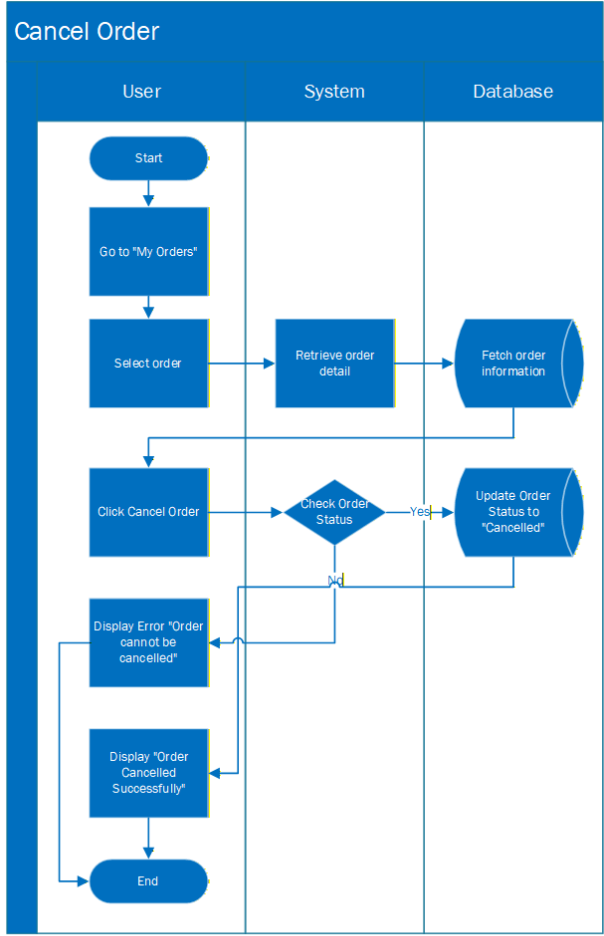 Cancel Order
User
System
Database
Start
Go to "My Orders"
Select order
Retrieve order
detail
Fetch order
information
Click Cancel Order
Check Order
Status
Yes
Update Order
Status to
"Cancelled"
No
Display Error "Order
cannot be
cancelled"
Display "Order
Cancelled
Successfully"
End